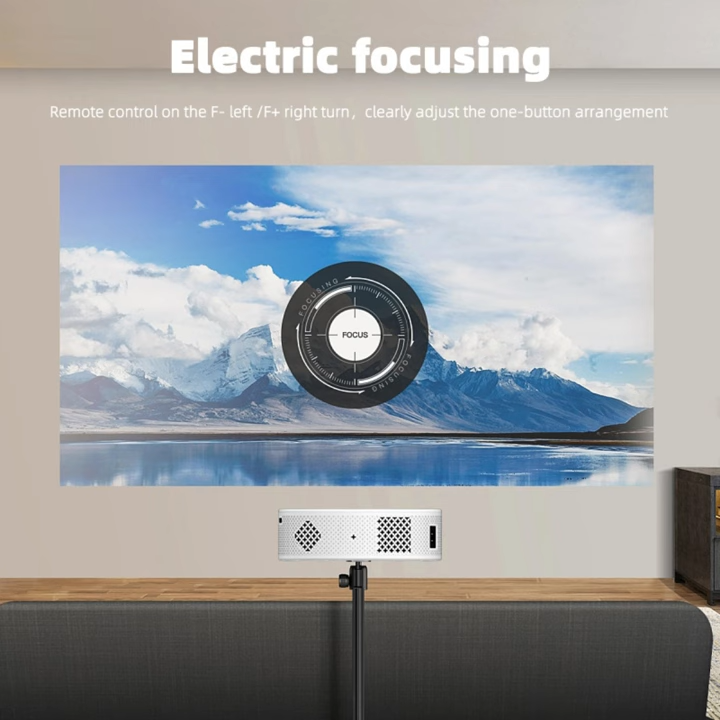 Electric focusing
Remote control on the F- left /F+ right turn, clearly adjust the one-button arrangement
FOCUSING
FOCUS
FOCUSING